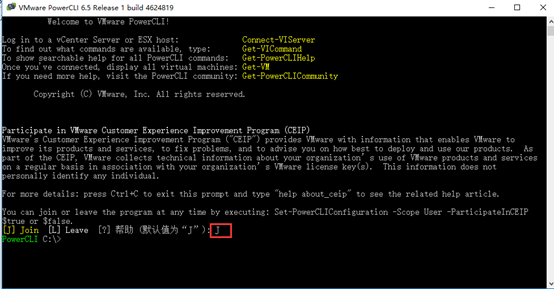 VMware PowerCLI 6.5 Release 1 build 4624819
Welcome to VMware PowerCLI!
Log in to a vCenter Server or ESX host: Connect-VIServer
To find out what commands are available, type: Get-VICommand
To show searchable help for all PowerCLI commands: Get-PowerCLIHelp
Once you've connected, display all virtual machines: Get-VM
If you need more help, visit the PowerCLI community: Get-PowerCLICommunity
Copyright (C) VMware, Inc. All rights reserved.
Participate in VMware Customer Experience Improvement Program (CEIP)
VMware's Customer Experience Improvement Program ("CEIP") provides VMware with information that enables VMware to
improve its products and services, to fix problems, and to advise you on how best to deploy and use our products.  As
part of the CEIP, VMware collects technical information about your organization's use of VMware products and services
on a regular basis in association with your organization's VMware license key(s).  This information does not
personally identify any individual.
For more details: press Ctrl+C to exit this prompt and type "help about_ceip" to see the related help article.
You can join or leave the program at any time by executing: Set-PowerCLIConfiguration -Scope User -ParticipateInCEIP
$true or $false.
[J] Join  [L] Leave  [?] 帮助 (默认值为“J”): J
PowerCLI C:\>